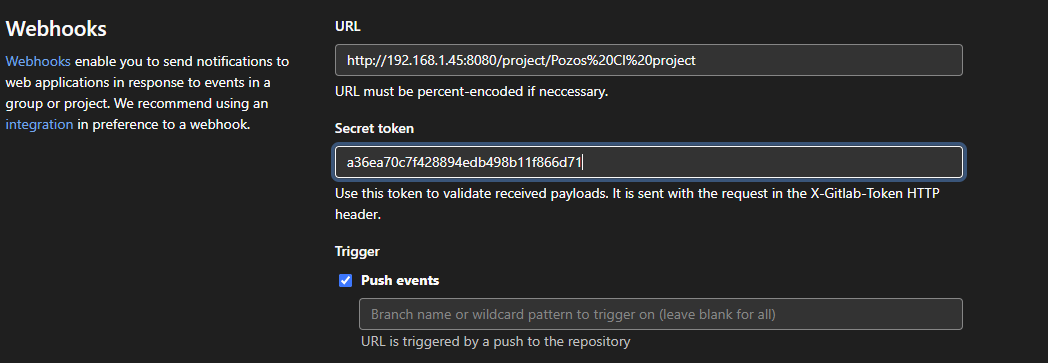 Webhooks
Webhooks enable you to send notifications to
web applications in response to events in a
group or project. We recommend using an
integration in preference to a webhook.
URL
http://192.168.1.45:8080/project/Pozos%20CI%20project
URL must be percent-encoded if neccessary.
Secret token
a36ea70c7f428894edb498b11f866d71
Use this token to validate received payloads. It is sent with the request in the X-Gitlab-Token HTTP
header.
Trigger
Push events
Branch name or wildcard pattern to trigger on (leave blank for all)
URL is triggered by a push to the repository